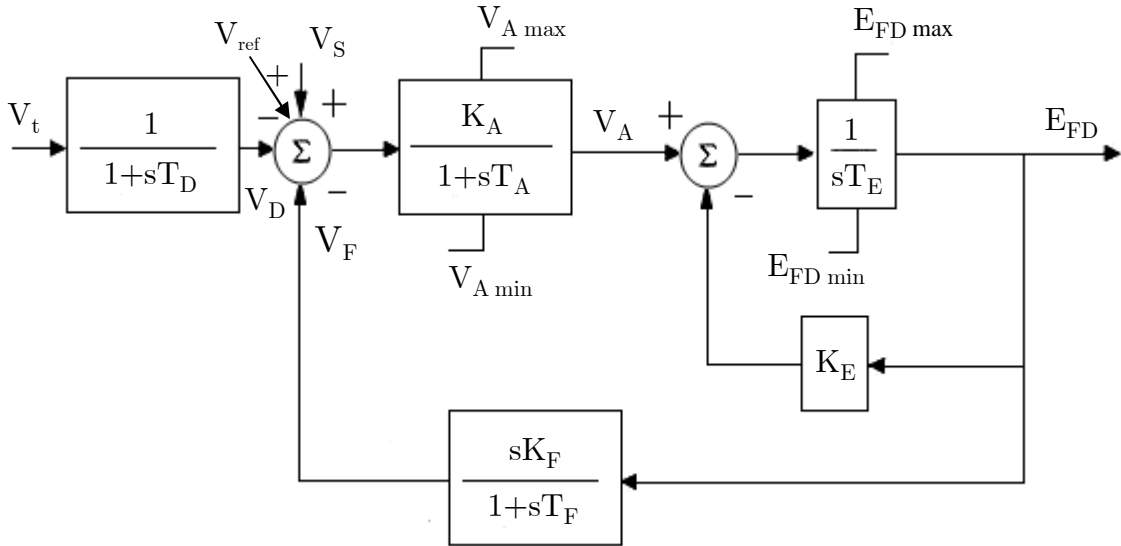 V_t
1
1+sT_D
V_D
V_ref
+
V_S
+
−
Σ
−
V_F
V_A max
K_A
1+sT_A
V_A min
V_A
+
Σ
−
E_FD max
1
sT_E
E_FD min
E_FD
K_E
sK_F
1+sT_F